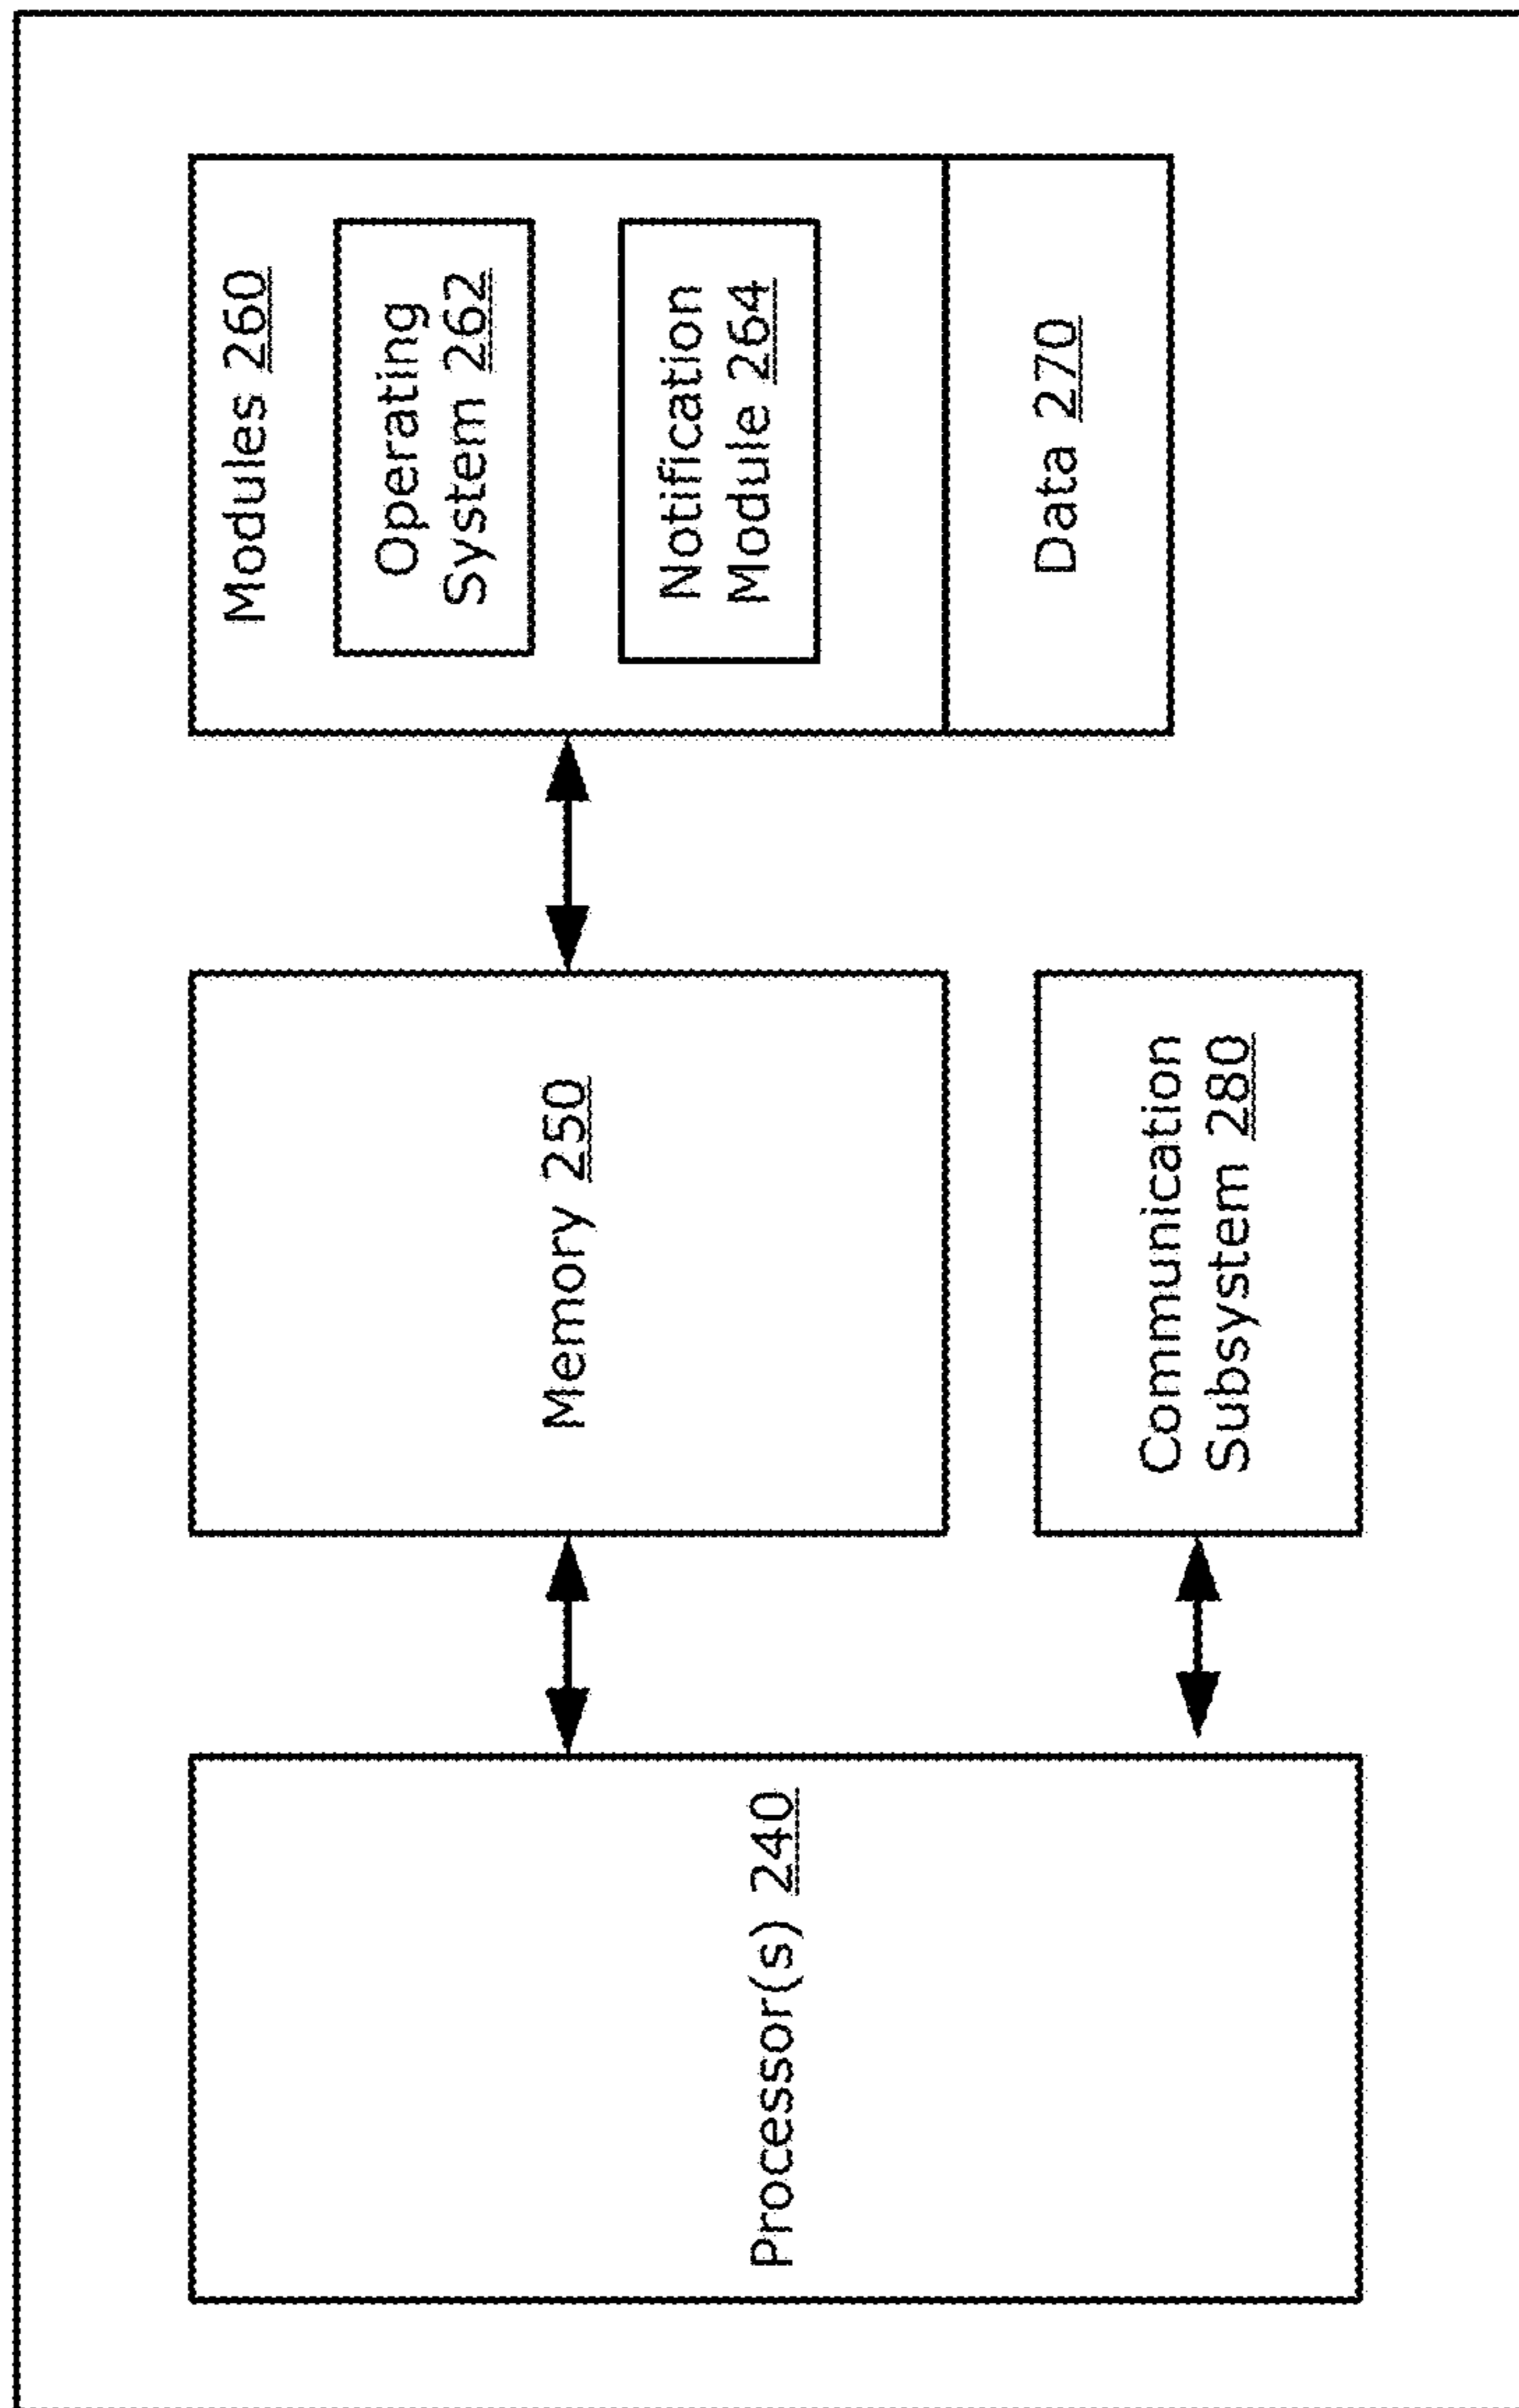 Processor(s) 240
Memory 250
Communication
Subsystem 280
Modules 260
Operating
System 262
Notification
Module 264
Data 270